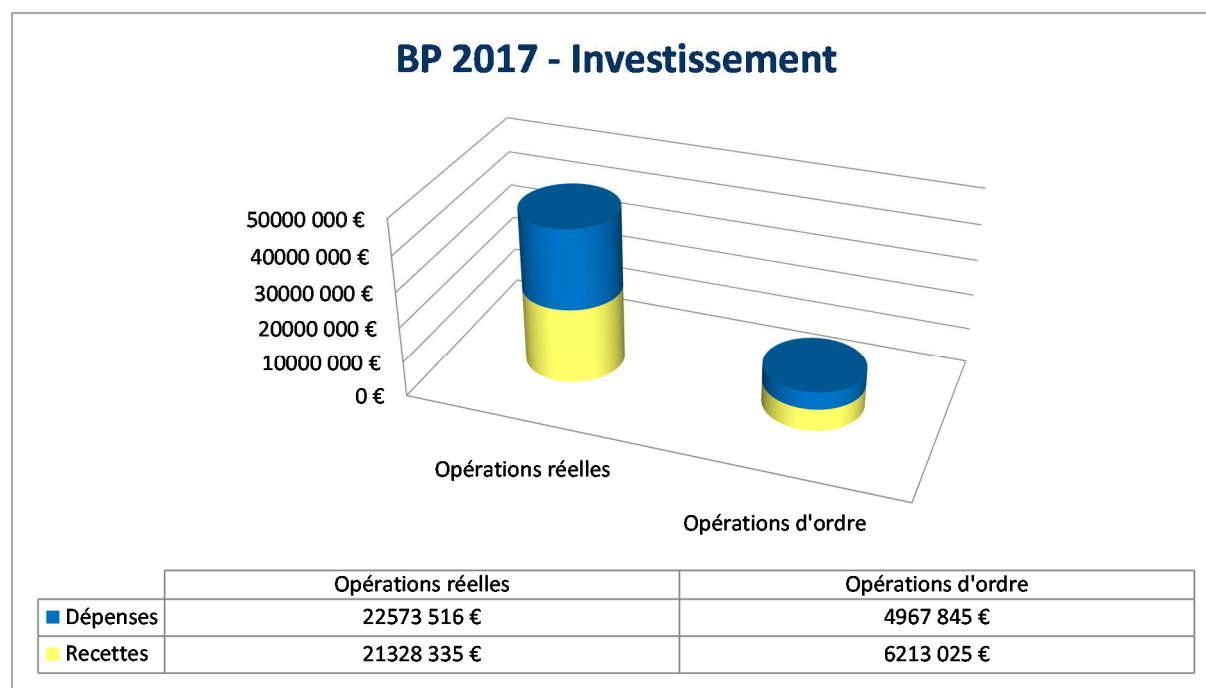 BP 2017 - Investissement
50000 000 €
40000 000 €
30000 000 €
20000 000 €
10000 000 €
0 €
Opérations réelles
Opérations d'ordre
Opérations réelles Opérations d'ordre
Dépenses 22573 516 € 4967 845 €
Recettes 21328 335 € 6213 025 €